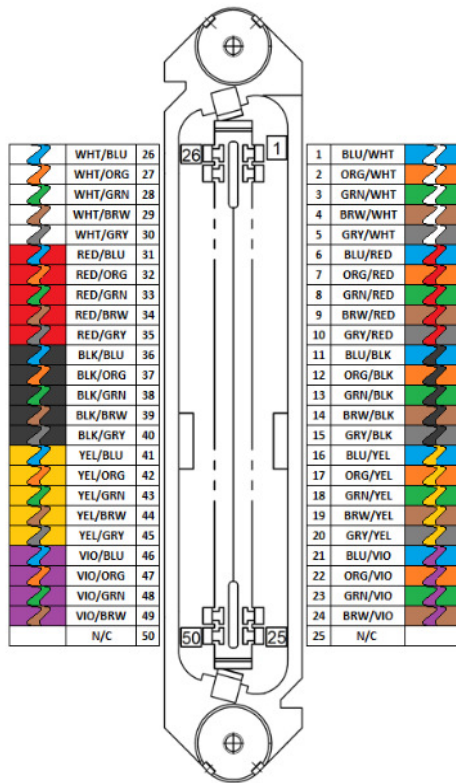 26 1
WHT/BLU 26 1 BLU/WHT
WHT/ORG 27 2 ORG/WHT
WHT/GRN 28 3 GRN/WHT
WHT/BRW 29 4 BRW/WHT
WHT/GRY 30 5 GRY/WHT
RED/BLU 31 6 BLU/RED
RED/ORG 32 7 ORG/RED
RED/GRN 33 8 GRN/RED
RED/BRW 34 9 BRW/RED
RED/GRY 35 10 GRY/RED
BLK/BLU 36 11 BLU/BLK
BLK/ORG 37 12 ORG/BLK
BLK/GRN 38 13 GRN/BLK
BLK/BRW 39 14 BRW/BLK
BLK/GRY 40 15 GRY/BLK
YEL/BLU 41 16 BLU/YEL
YEL/ORG 42 17 ORG/YEL
YEL/GRN 43 18 GRN/YEL
YEL/BRW 44 19 BRW/YEL
YEL/GRY 45 20 GRY/YEL
VIO/BLU 46 21 BLU/VIO
VIO/ORG 47 22 ORG/VIO
VIO/GRN 48 23 GRN/VIO
VIO/BRW 49 24 BRW/VIO
N/C 50 25 N/C
50 25